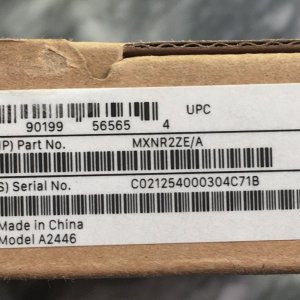 90199 56565 4 UPC
P) Part No. MXNR2ZE/A
S) Serial No. C021254000304C71B
Made in China
Model A2446